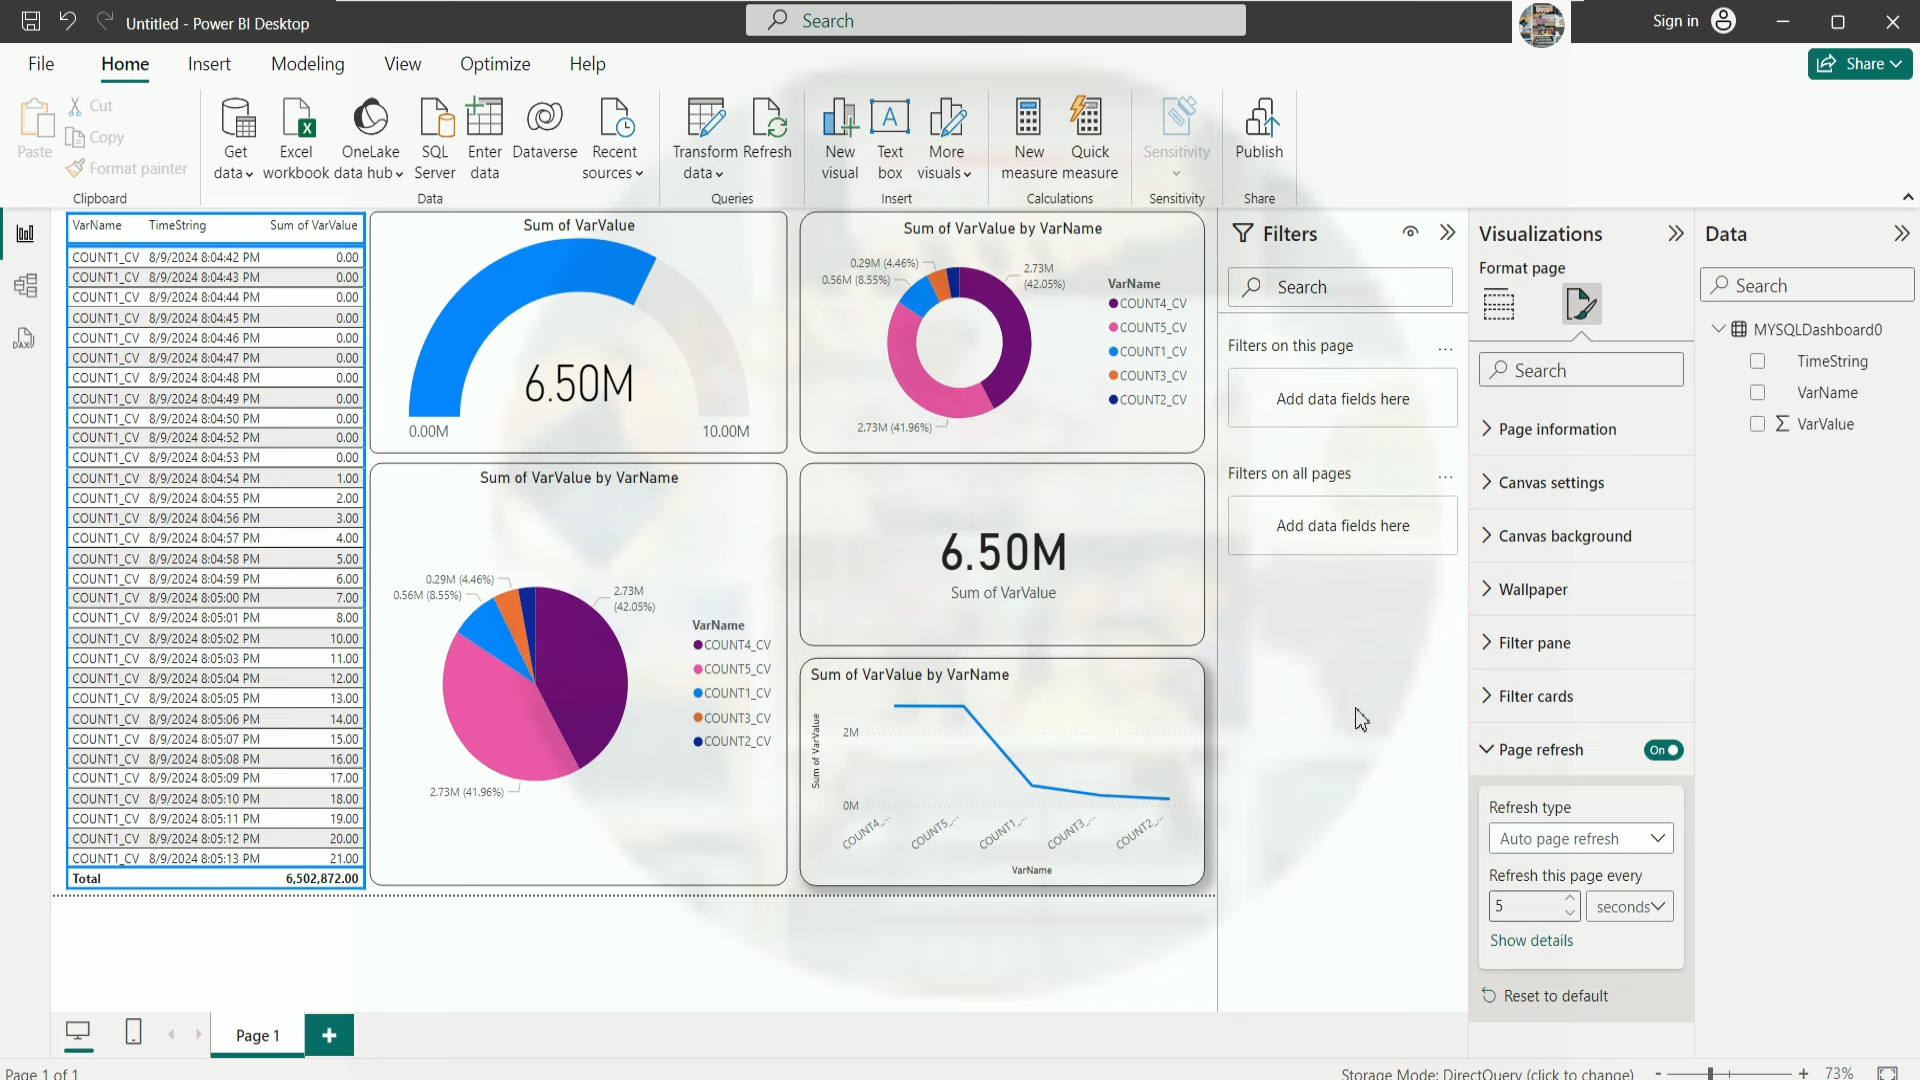 Untitled - Power BI Desktop
Search
Sign in
File Home Insert Modeling View Optimize Help
Share
Paste
Cut
Copy
Format painter
Clipboard
Get data
Excel workbook
OneLake data hub
SQL Server
Enter data
Dataverse
Recent sources
Data
Transform data
Refresh
Queries
New visual
Text box
More visuals
Insert
New measure
Quick measure
Calculations
Sensitivity
Sensitivity
Publish
Share
VarName TimeString Sum of VarValue
COUNT1_CV 8/9/2024 8:04:42 PM 0.00
COUNT1_CV 8/9/2024 8:04:43 PM 0.00
COUNT1_CV 8/9/2024 8:04:44 PM 0.00
COUNT1_CV 8/9/2024 8:04:45 PM 0.00
COUNT1_CV 8/9/2024 8:04:46 PM 0.00
COUNT1_CV 8/9/2024 8:04:47 PM 0.00
COUNT1_CV 8/9/2024 8:04:48 PM 0.00
COUNT1_CV 8/9/2024 8:04:49 PM 0.00
COUNT1_CV 8/9/2024 8:04:50 PM 0.00
COUNT1_CV 8/9/2024 8:04:52 PM 0.00
COUNT1_CV 8/9/2024 8:04:53 PM 0.00
COUNT1_CV 8/9/2024 8:04:54 PM 1.00
COUNT1_CV 8/9/2024 8:04:55 PM 2.00
COUNT1_CV 8/9/2024 8:04:56 PM 3.00
COUNT1_CV 8/9/2024 8:04:57 PM 4.00
COUNT1_CV 8/9/2024 8:04:58 PM 5.00
COUNT1_CV 8/9/2024 8:04:59 PM 6.00
COUNT1_CV 8/9/2024 8:05:00 PM 7.00
COUNT1_CV 8/9/2024 8:05:01 PM 8.00
COUNT1_CV 8/9/2024 8:05:02 PM 10.00
COUNT1_CV 8/9/2024 8:05:03 PM 11.00
COUNT1_CV 8/9/2024 8:05:04 PM 12.00
COUNT1_CV 8/9/2024 8:05:05 PM 13.00
COUNT1_CV 8/9/2024 8:05:06 PM 14.00
COUNT1_CV 8/9/2024 8:05:07 PM 15.00
COUNT1_CV 8/9/2024 8:05:08 PM 16.00
COUNT1_CV 8/9/2024 8:05:09 PM 17.00
COUNT1_CV 8/9/2024 8:05:10 PM 18.00
COUNT1_CV 8/9/2024 8:05:11 PM 19.00
COUNT1_CV 8/9/2024 8:05:12 PM 20.00
COUNT1_CV 8/9/2024 8:05:13 PM 21.00
Total 6,502,872.00
Sum of VarValue
6.50M
0.00M 10.00M
Sum of VarValue by VarName
0.29M (4.46%)
0.56M (8.55%)
2.73M
(42.05%)
2.73M (41.96%)
VarName
COUNT4_CV
COUNT5_CV
COUNT1_CV
COUNT3_CV
COUNT2_CV
Sum of VarValue by VarName
0.29M (4.46%)
0.56M (8.55%)
2.73M
(42.05%)
2.73M (41.96%)
VarName
COUNT4_CV
COUNT5_CV
COUNT1_CV
COUNT3_CV
COUNT2_CV
6.50M
Sum of VarValue
Sum of VarValue by VarName
Sum of VarValue
2M
0M
COUNT4_... COUNT5_... COUNT1_... COUNT3_... COUNT2_...
VarName
Filters
Search
Filters on this page ...
Add data fields here
Filters on all pages ...
Add data fields here
Visualizations
Format page
Search
Page information
Canvas settings
Canvas background
Wallpaper
Filter pane
Filter cards
Page refresh On
Refresh type
Auto page refresh
Refresh this page every
5 seconds
Show details
Reset to default
Data
Search
MYSQLDashboard0
TimeString
VarName
∑ VarValue
Page 1
+
Page 1 of 1
Storage Mode: DirectQuery (click to change)
- + 73%